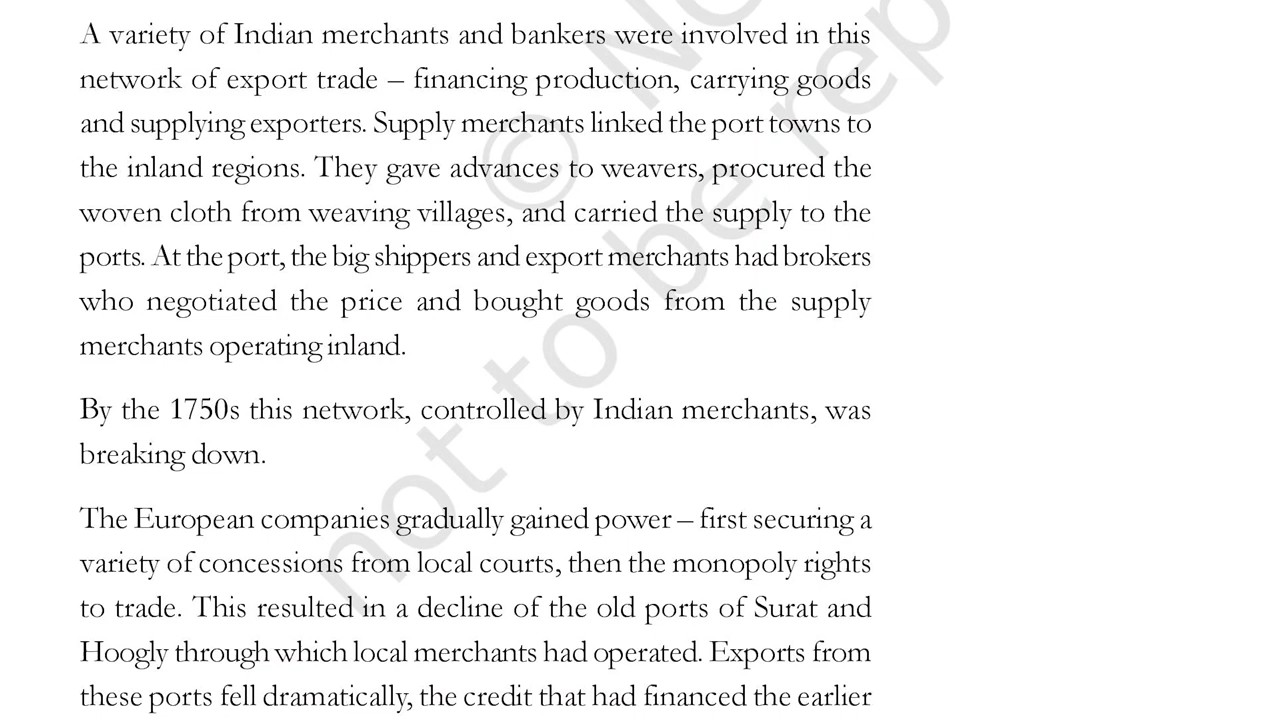 A variety of Indian merchants and bankers were involved in this
network of export trade – financing production, carrying goods
and supplying exporters. Supply merchants linked the port towns to
the inland regions. They gave advances to weavers, procured the
woven cloth from weaving villages, and carried the supply to the
ports. At the port, the big shippers and export merchants had brokers
who negotiated the price and bought goods from the supply
merchants operating inland.
By the 1750s this network, controlled by Indian merchants, was
breaking down.
The European companies gradually gained power – first securing a
variety of concessions from local courts, then the monopoly rights
to trade. This resulted in a decline of the old ports of Surat and
Hoogly through which local merchants had operated. Exports from
these ports fell dramatically, the credit that had financed the earlier
© No
not to be rep